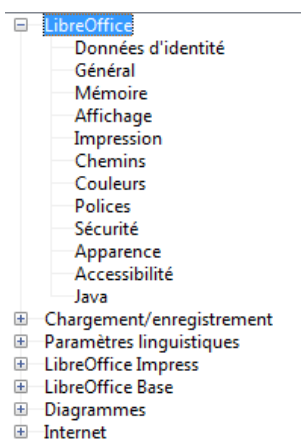 LibreOffice
Données d'identité
Général
Mémoire
Affichage
Impression
Chemins
Couleurs
Polices
Sécurité
Apparence
Accessibilité
Java
Chargement/enregistrement
Paramètres linguistiques
LibreOffice Impress
LibreOffice Base
Diagrammes
Internet